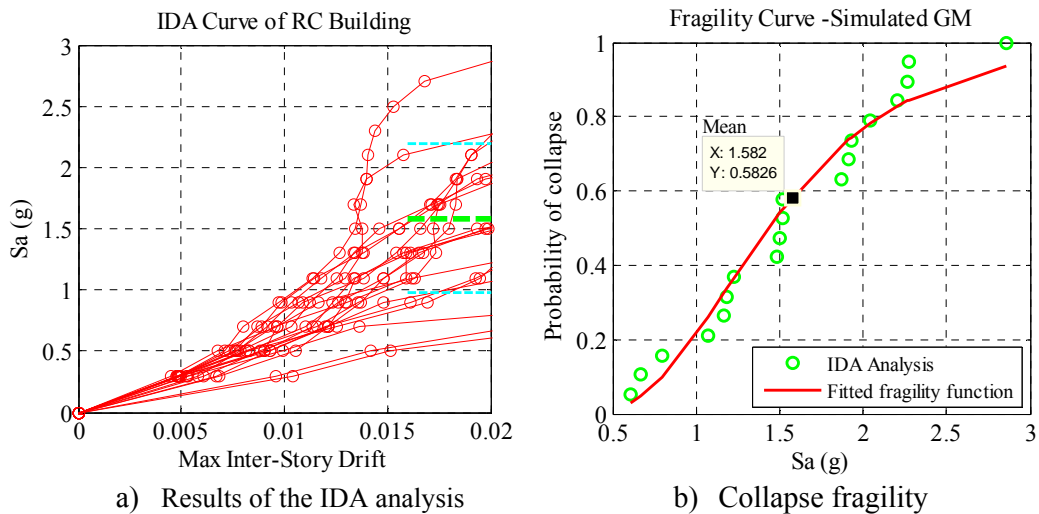 IDA Curve of RC Building
3
2.5
2
1.5
1
0.5
0
Sa (g)
0 0.005 0.01 0.015 0.02
Max Inter-Story Drift
a) Results of the IDA analysis
Fragility Curve -Simulated GM
1
0.8
0.6
0.4
0.2
0
Probability of collapse
Mean
X: 1.582
Y: 0.5826
IDA Analysis
Fitted fragility function
0.5 1 1.5 2 2.5 3
Sa (g)
b) Collapse fragility